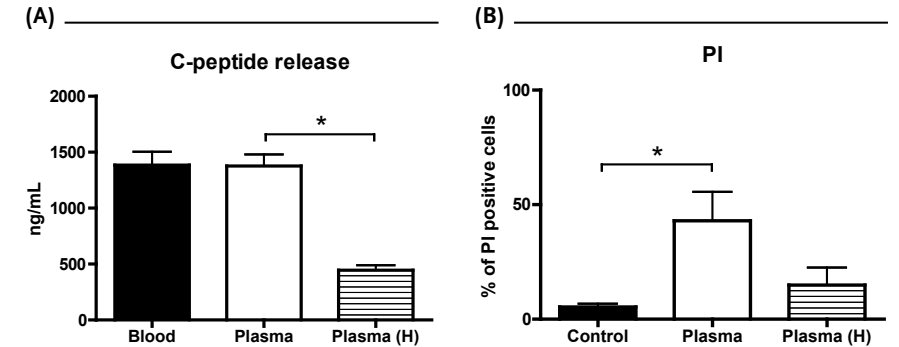 (A)
C-peptide release
ng/mL
2000
1500
1000
500
0
*
Blood
Plasma
Plasma (H)
(B)
PI
% of PI positive cells
100
50
0
*
Control
Plasma
Plasma (H)